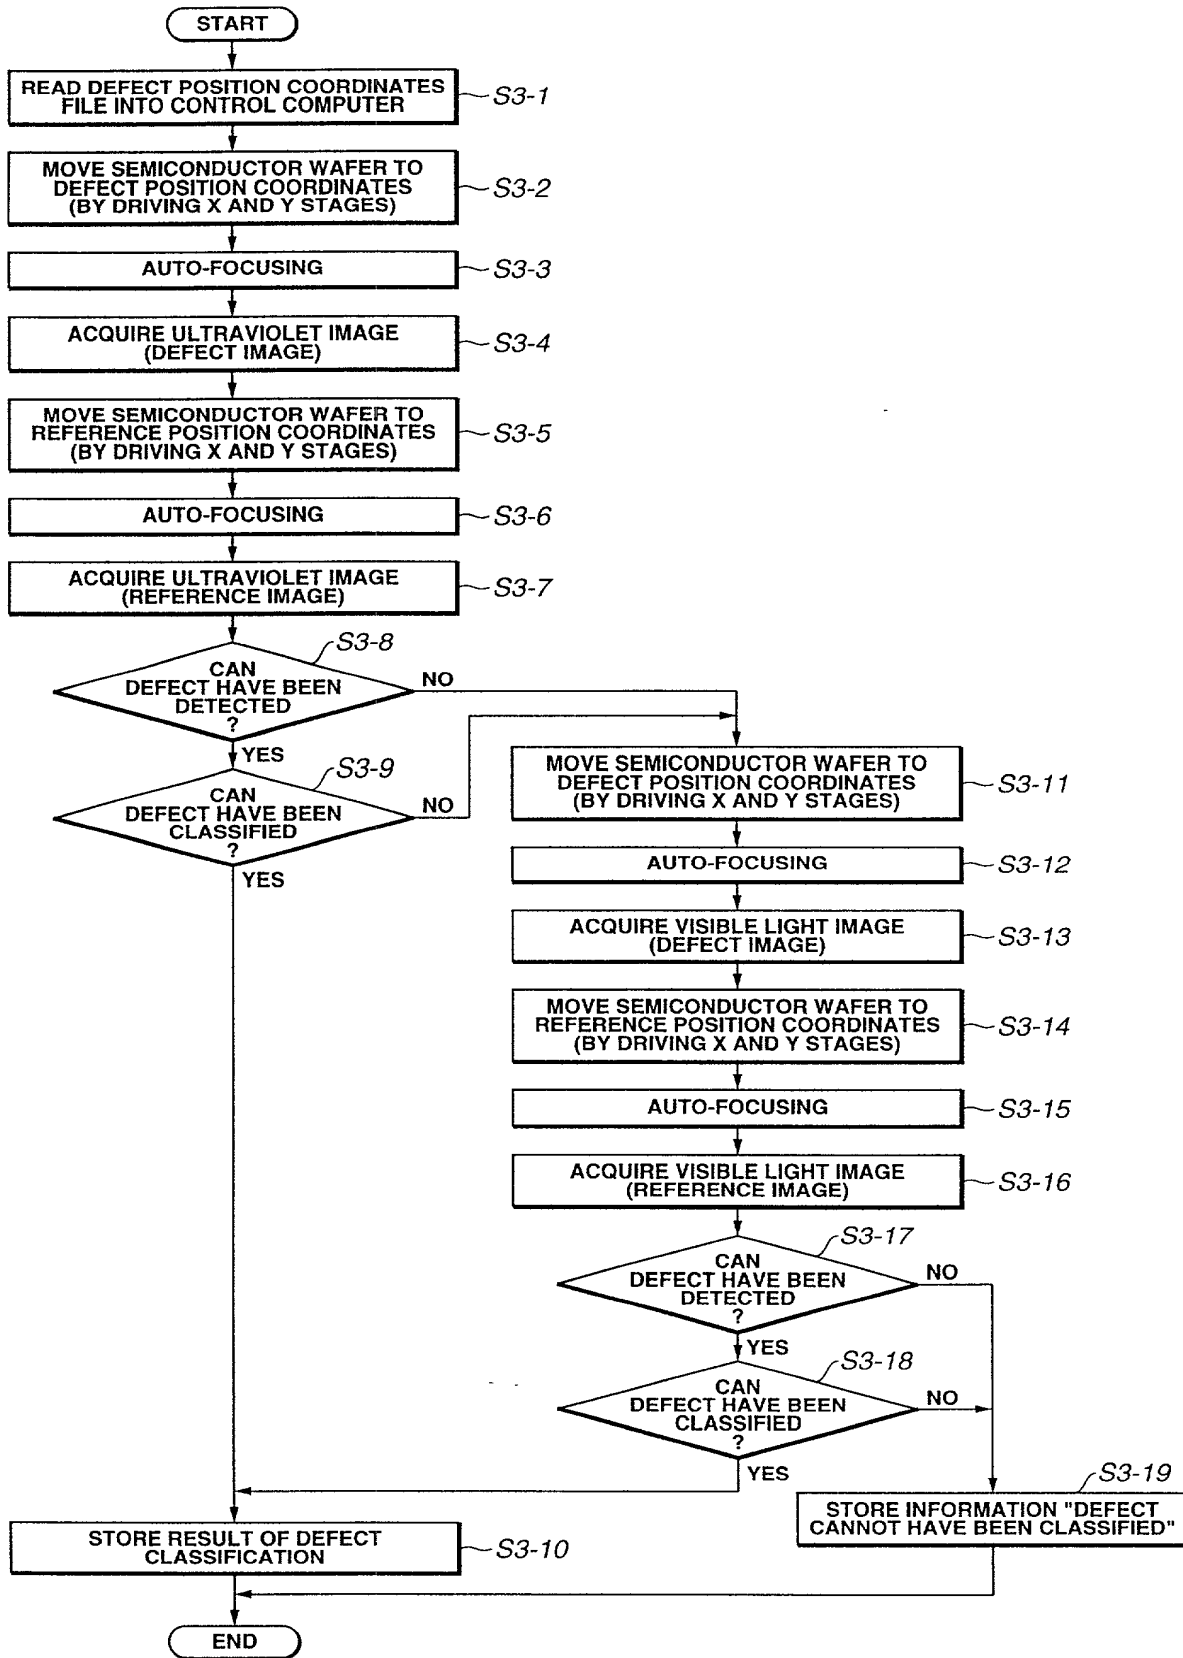 START
READ DEFECT POSITION COORDINATES
FILE INTO CONTROL COMPUTER
S3-1
MOVE SEMICONDUCTOR WAFER TO
DEFECT POSITION COORDINATES
(BY DRIVING X AND Y STAGES)
S3-2
AUTO-FOCUSING
S3-3
ACQUIRE ULTRAVIOLET IMAGE
(DEFECT IMAGE)
S3-4
MOVE SEMICONDUCTOR WAFER TO
REFERENCE POSITION COORDINATES
(BY DRIVING X AND Y STAGES)
S3-5
AUTO-FOCUSING
S3-6
ACQUIRE ULTRAVIOLET IMAGE
(REFERENCE IMAGE)
S3-7
S3-8
CAN
DEFECT HAVE BEEN
DETECTED
?
NO
YES
S3-9
CAN
DEFECT HAVE BEEN
CLASSIFIED
?
NO
YES
MOVE SEMICONDUCTOR WAFER TO
DEFECT POSITION COORDINATES
(BY DRIVING X AND Y STAGES)
S3-11
AUTO-FOCUSING
S3-12
ACQUIRE VISIBLE LIGHT IMAGE
(DEFECT IMAGE)
S3-13
MOVE SEMICONDUCTOR WAFER TO
REFERENCE POSITION COORDINATES
(BY DRIVING X AND Y STAGES)
S3-14
AUTO-FOCUSING
S3-15
ACQUIRE VISIBLE LIGHT IMAGE
(REFERENCE IMAGE)
S3-16
S3-17
CAN
DEFECT HAVE BEEN
DETECTED
?
NO
YES
S3-18
CAN
DEFECT HAVE BEEN
CLASSIFIED
?
NO
YES
S3-19
STORE INFORMATION "DEFECT
CANNOT HAVE BEEN CLASSIFIED"
STORE RESULT OF DEFECT
CLASSIFICATION
S3-10
END